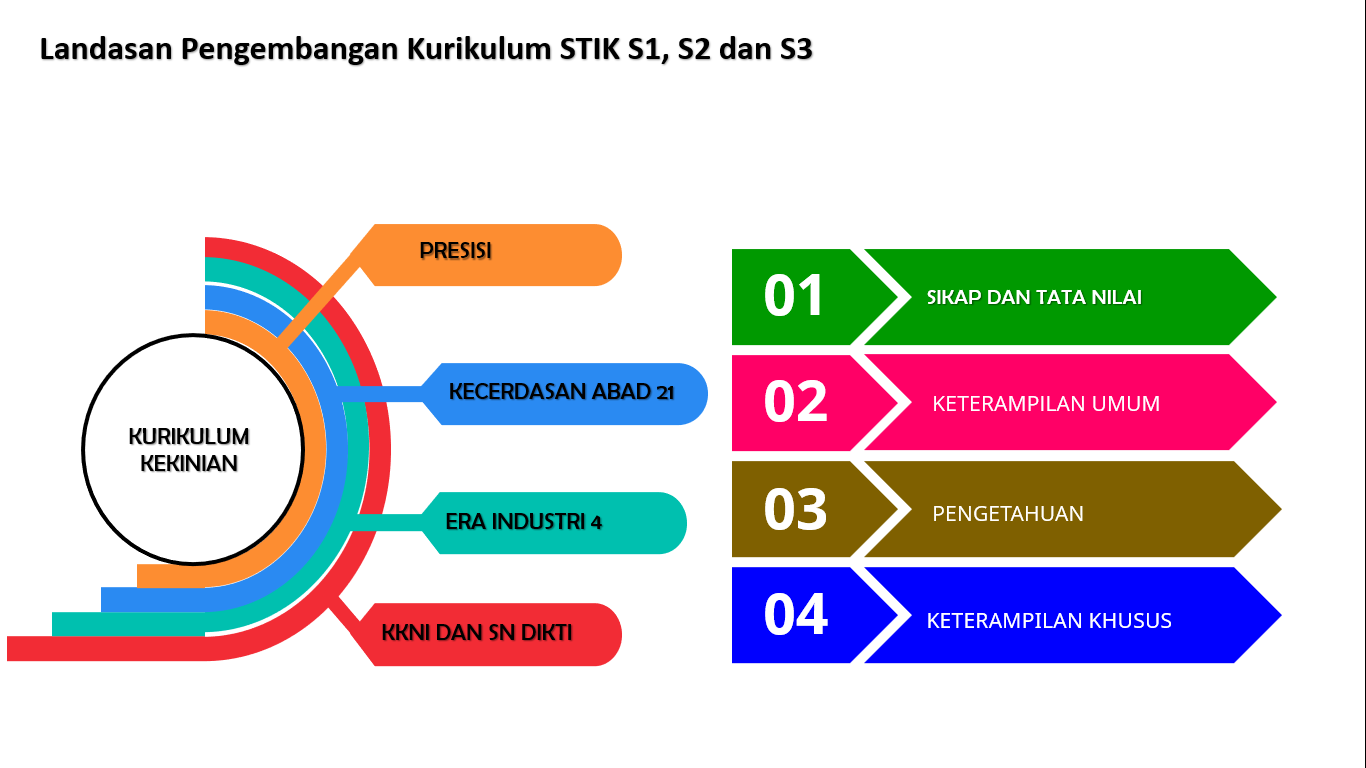 Landasan Pengembangan Kurikulum STIK S1, S2 dan S3
KURIKULUM
KEKINIAN
PRESISI
KECERDASAN ABAD 21
ERA INDUSTRI 4
KKNI DAN SN DIKTI
01
SIKAP DAN TATA NILAI
02
KETERAMPILAN UMUM
03
PENGETAHUAN
04
KETERAMPILAN KHUSUS